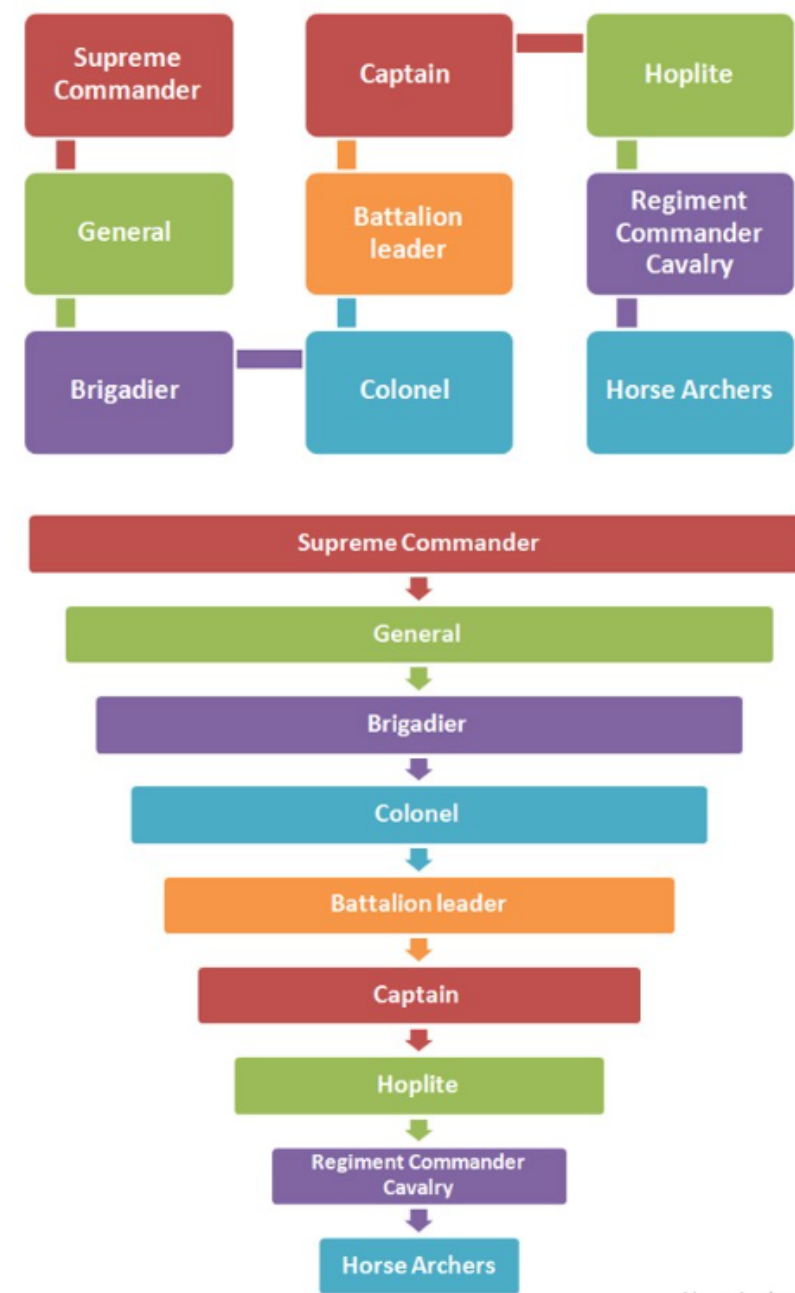 Supreme
Commander
General
Brigadier
Colonel
Battalion
leader
Captain
Hoplite
Regiment
Commander
Cavalry
Horse Archers
Supreme Commander
General
Brigadier
Colonel
Battalion leader
Captain
Hoplite
Regiment Commander
Cavalry
Horse Archers